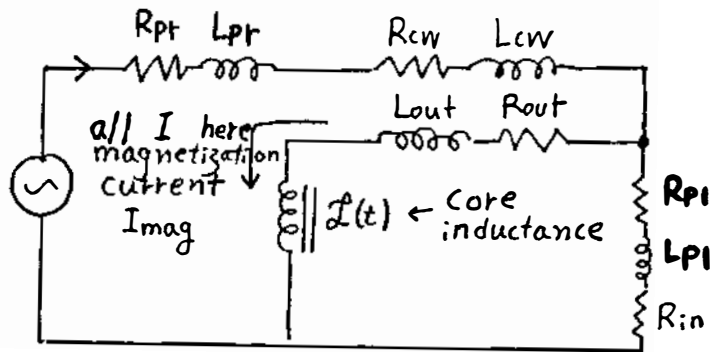 Rpr Lpr
Rcw Lcw
Lout Rout
all I here
magnetization
current
Imag
ℒ(t) ← core
inductance
Rp1
Lp1
Rin